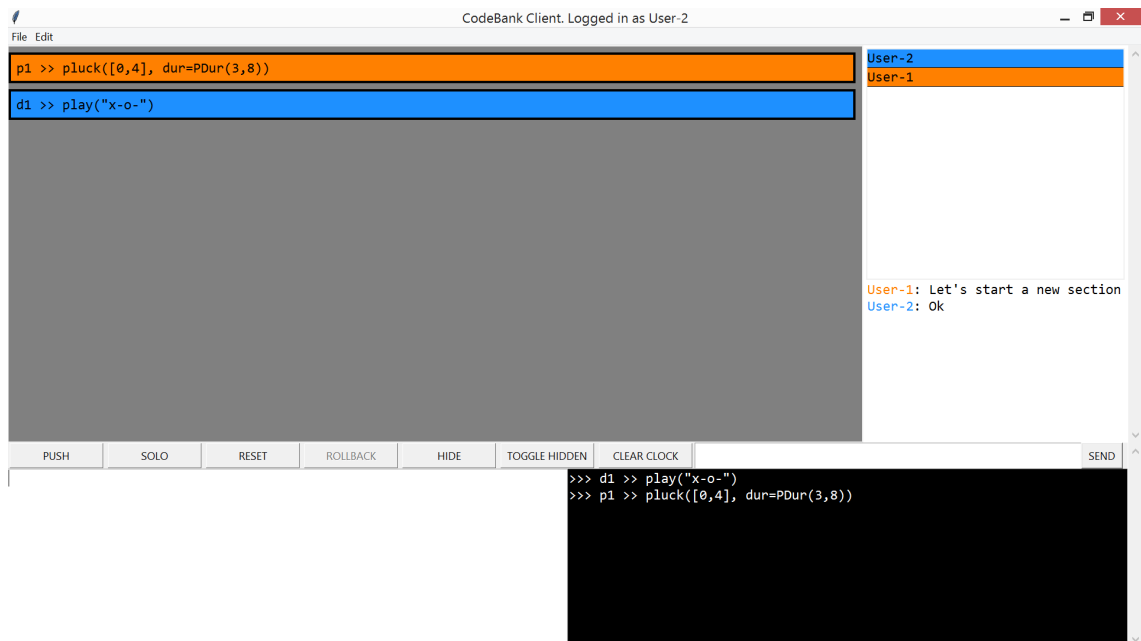 CodeBank Client. Logged in as User-2
File Edit
p1 >> pluck([0,4], dur=PDur(3,8))
d1 >> play("x-o-")
User-2
User-1
User-1: Let's start a new section
User-2: Ok
PUSH SOLO RESET ROLLBACK HIDE TOGGLE HIDDEN CLEAR CLOCK SEND
>>> d1 >> play("x-o-")
>>> p1 >> pluck([0,4], dur=PDur(3,8))